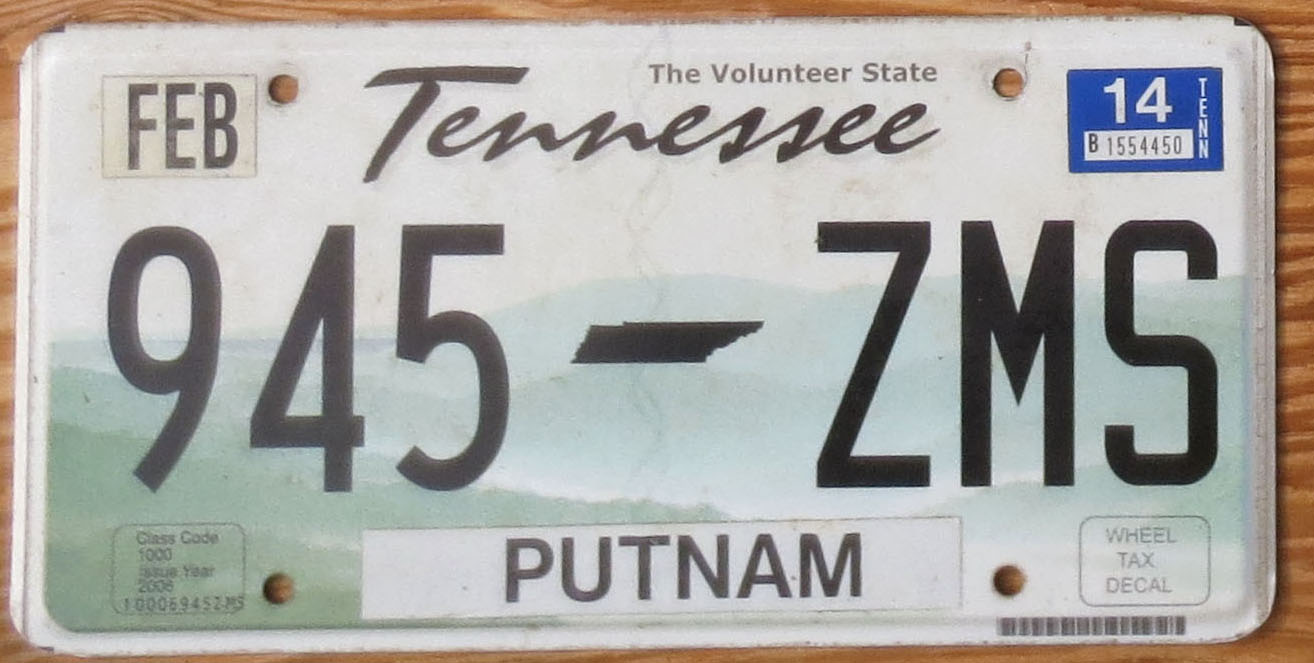 The Volunteer State
FEB
Tennessee
14
TENN
B 1554450
945 ZMS
Class Code
1000
Issue Year
2006
10006945ZMS
PUTNAM
WHEEL
TAX
DECAL